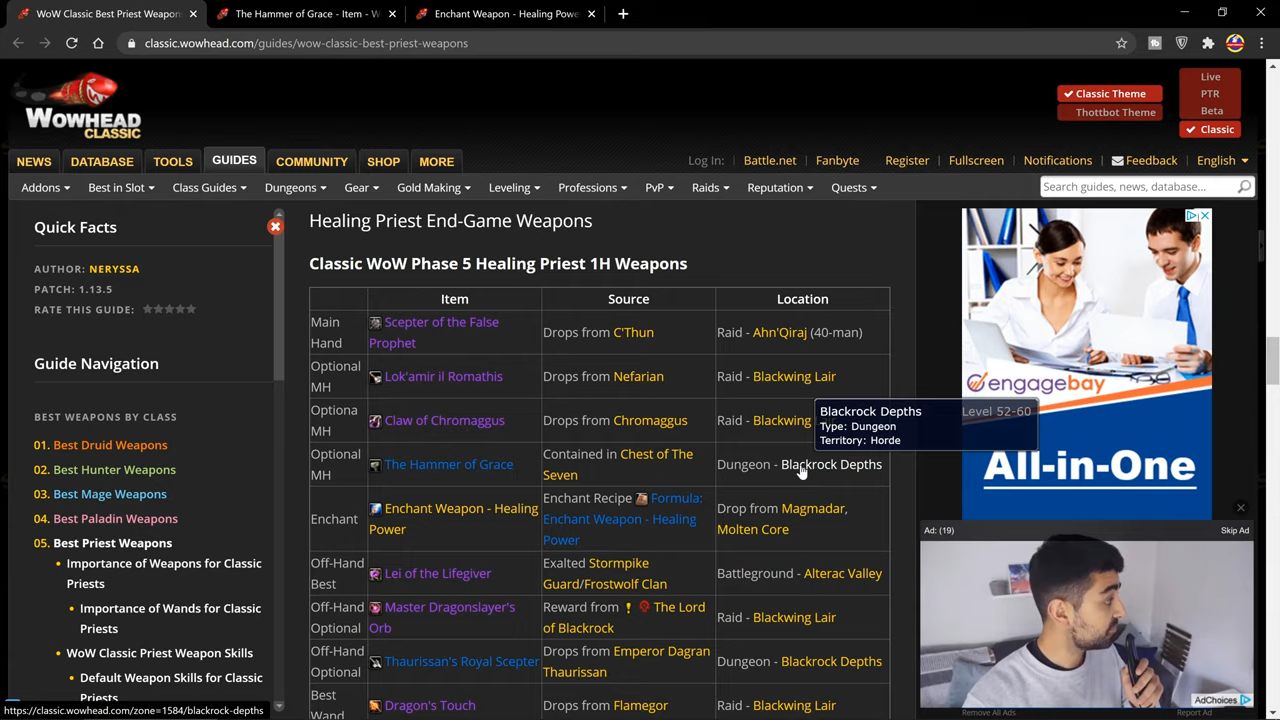 WoW Classic Best Priest Weapon
The Hammer of Grace - Item - W
Enchant Weapon - Healing Powe
classic.wowhead.com/guides/wow-classic-best-priest-weapons
WOWHEAD
CLASSIC
Classic Theme
Thottbot Theme
Live
PTR
Beta
Classic
NEWS DATABASE TOOLS GUIDES COMMUNITY SHOP MORE
Log In: Battle.net Fanbyte Register Fullscreen Notifications Feedback English
Addons Best in Slot Class Guides Dungeons Gear Gold Making Leveling Professions PvP Raids Reputation Quests
Search guides, news, database...
Quick Facts
AUTHOR: NERYSSA
PATCH: 1.13.5
RATE THIS GUIDE:
Guide Navigation
BEST WEAPONS BY CLASS
01. Best Druid Weapons
02. Best Hunter Weapons
03. Best Mage Weapons
04. Best Paladin Weapons
05. Best Priest Weapons
Importance of Weapons for Classic
Priests
Importance of Wands for Classic
Priests
WoW Classic Priest Weapon Skills
Default Weapon Skills for Classic
Priests
Healing Priest End-Game Weapons
Classic WoW Phase 5 Healing Priest 1H Weapons
Item Source Location
Main
Hand
Scepter of the False
Prophet
Drops from C'Thun
Raid - Ahn'Qiraj (40-man)
Optional
MH
Lok'amir il Romathis
Drops from Nefarian
Raid - Blackwing Lair
Optiona
MH
Claw of Chromaggus
Drops from Chromaggus
Raid - Blackwing
Blackrock Depths Level 52-60
Type: Dungeon
Territory: Horde
Optional
MH
The Hammer of Grace
Contained in Chest of The
Seven
Dungeon - Blackrock Depths
Enchant
Enchant Weapon - Healing
Power
Enchant Recipe Formula:
Enchant Weapon - Healing
Power
Drop from Magmadar,
Molten Core
Off-Hand
Best
Lei of the Lifegiver
Exalted Stormpike
Guard/Frostwolf Clan
Battleground - Alterac Valley
Off-Hand
Optional
Master Dragonslayer's
Orb
Reward from The Lord
of Blackrock
Raid - Blackwing Lair
Off-Hand
Optional
Thaurissan's Royal Scepter
Drops from Emperor Dagran
Thaurissan
Dungeon - Blackrock Depths
Best
Wand
Dragon's Touch
Drops from Flamegor
Raid - Blackwing Lair
engagebay
All-in-One
Ad: (19) Skip Ad
AdChoices
Remove All Ads Report Ad
https://classic.wowhead.com/zone=1584/blackrock-depths